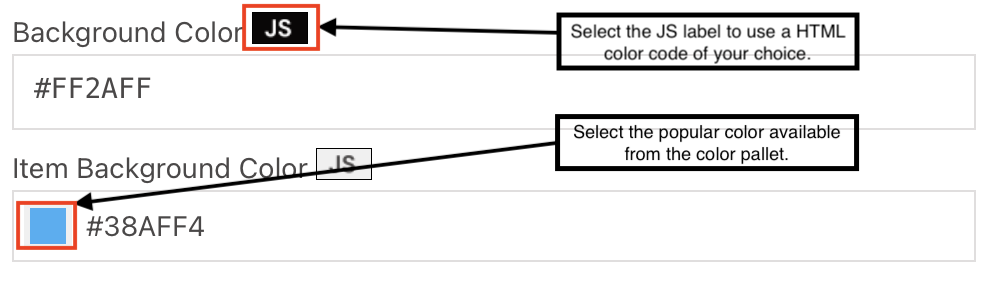 Background Color JS
Select the JS label to use a HTML
color code of your choice.
#FF2AFF
Select the popular color available
from the color pallet.
Item Background Color JS
#38AFF4